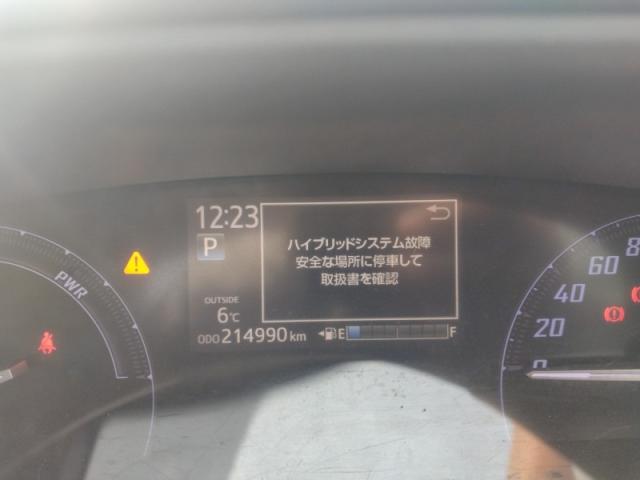 12:23
P
ハイブリッドシステム故障
安全な場所に停車して
取扱書を確認
OUTSIDE
6℃
ODO 214990 km
E F
PWR
80
60
40
20
0